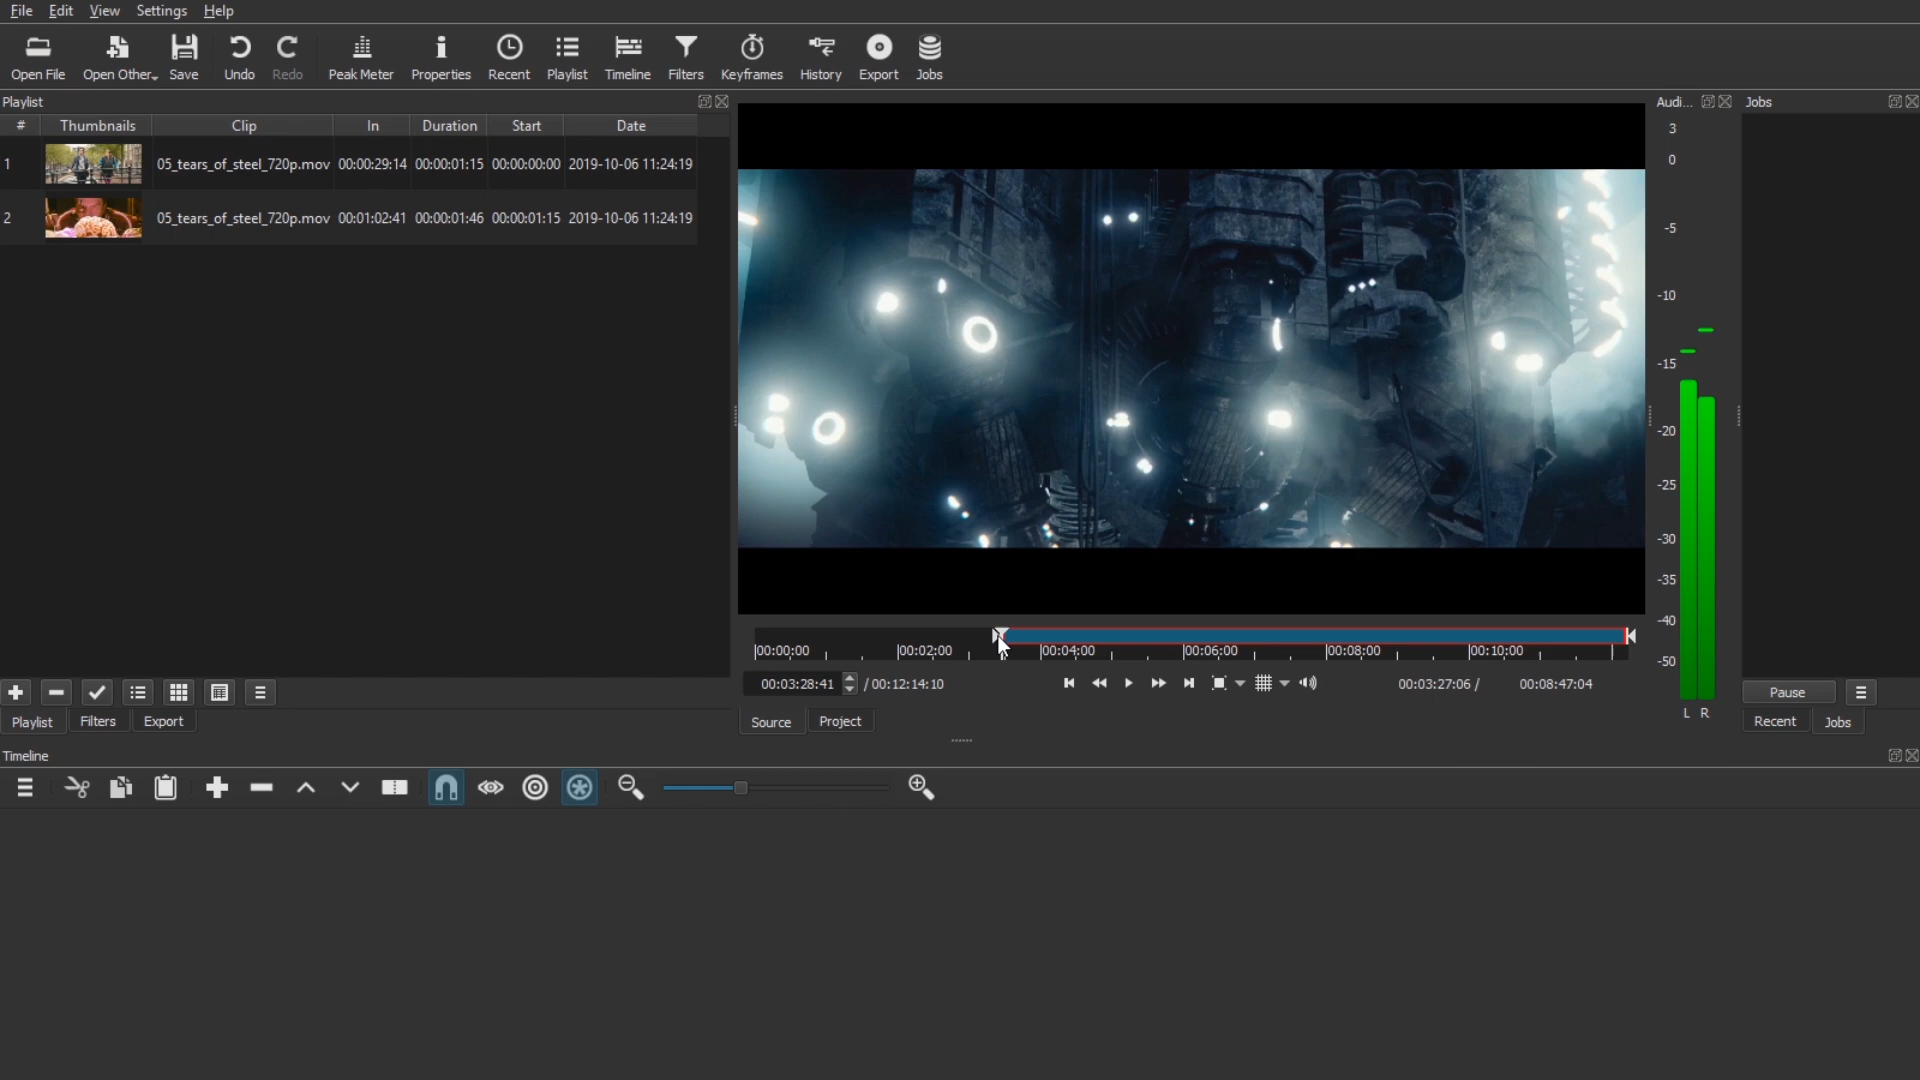 File Edit View Settings Help
Open File Open Other Save Undo Redo Peak Meter Properties Recent Playlist Timeline Filters Keyframes History Export Jobs
Playlist
# Thumbnails Clip In Duration Start Date
1 05_tears_of_steel_720p.mov 00:00:29:14 00:00:01:15 00:00:00:00 2019-10-06 11:24:19
2 05_tears_of_steel_720p.mov 00:01:02:41 00:00:01:46 00:00:01:15 2019-10-06 11:24:19
Playlist Filters Export
00:00:00 00:02:00 00:04:00 00:06:00 00:08:00 00:10:00
00:03:28:41 / 00:12:14:10 00:03:27:06 / 00:08:47:04
Source Project
Audi...
3
0
-5
-10
-15
-20
-25
-30
-35
-40
-50
L R
Jobs
Pause
Recent Jobs
Timeline